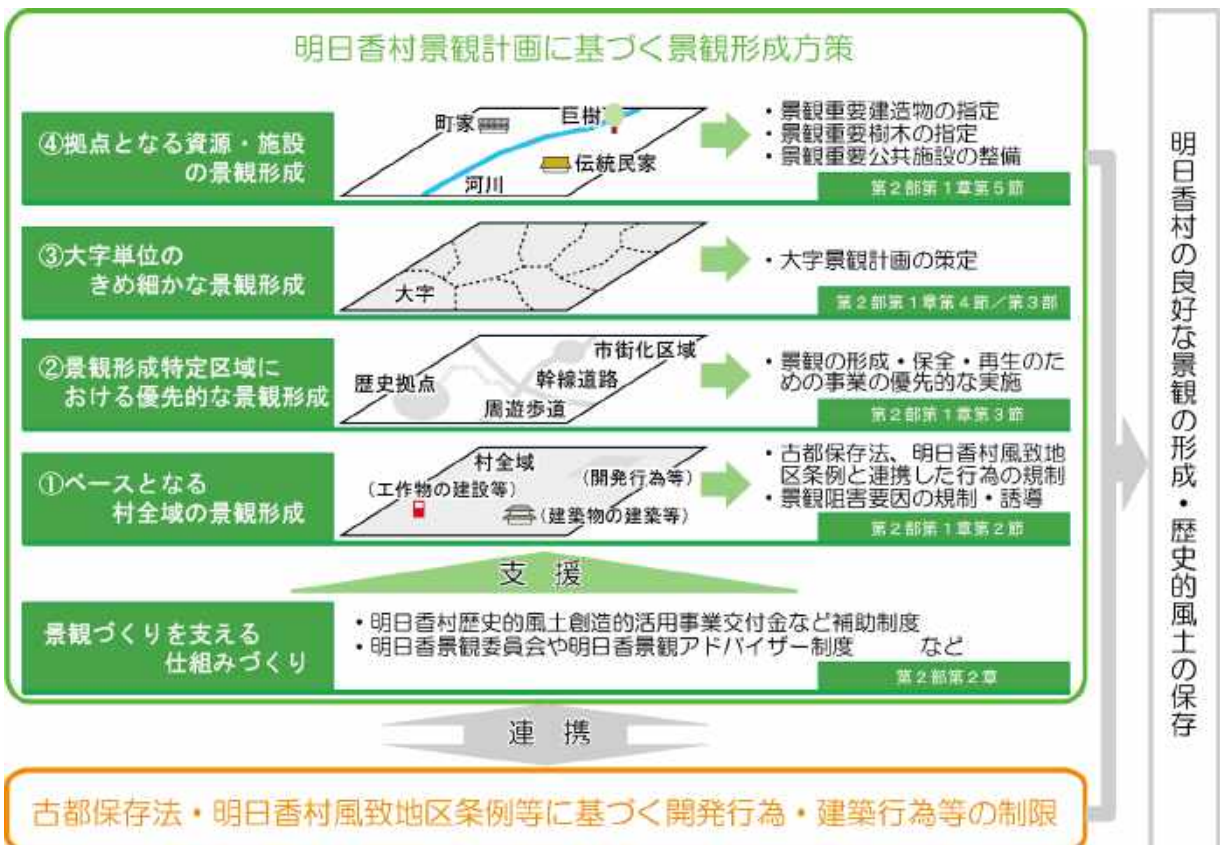 明日香村景観計画に基づく景観形成方策
④拠点となる資源・施設
の景観形成
町家
巨樹
伝統民家
河川
・景観重要建造物の指定
・景観重要樹木の指定
・景観重要公共施設の整備
第2部第1章第5節
③大字単位の
きめ細かな景観形成
大字
・大字景観計画の策定
第2部第1章第4節／第3部
②景観形成特定区域に
おける優先的な景観形成
市街化区域
歴史拠点
幹線道路
周遊歩道
・景観の形成・保全・再生のた
めの事業の優先的な実施
第2部第1章第3節
①ベースとなる
村全域の景観形成
村全域
(工作物の建設等)
(開発行為等)
(建築物の建築等)
・古都保存法、明日香村風致地
区条例と連携した行為の規制
・景観阻害要因の規制・誘導
第2部第1章第2節
支 援
景観づくりを支える
仕組みづくり
・明日香村歴史的風土創造的活用事業交付金など補助制度
・明日香景観委員会や明日香景観アドバイザー制度 など
第2部第2章
連 携
古都保存法・明日香村風致地区条例等に基づく開発行為・建築行為等の制限
明日香村の良好な景観の形成・歴史的風土の保存